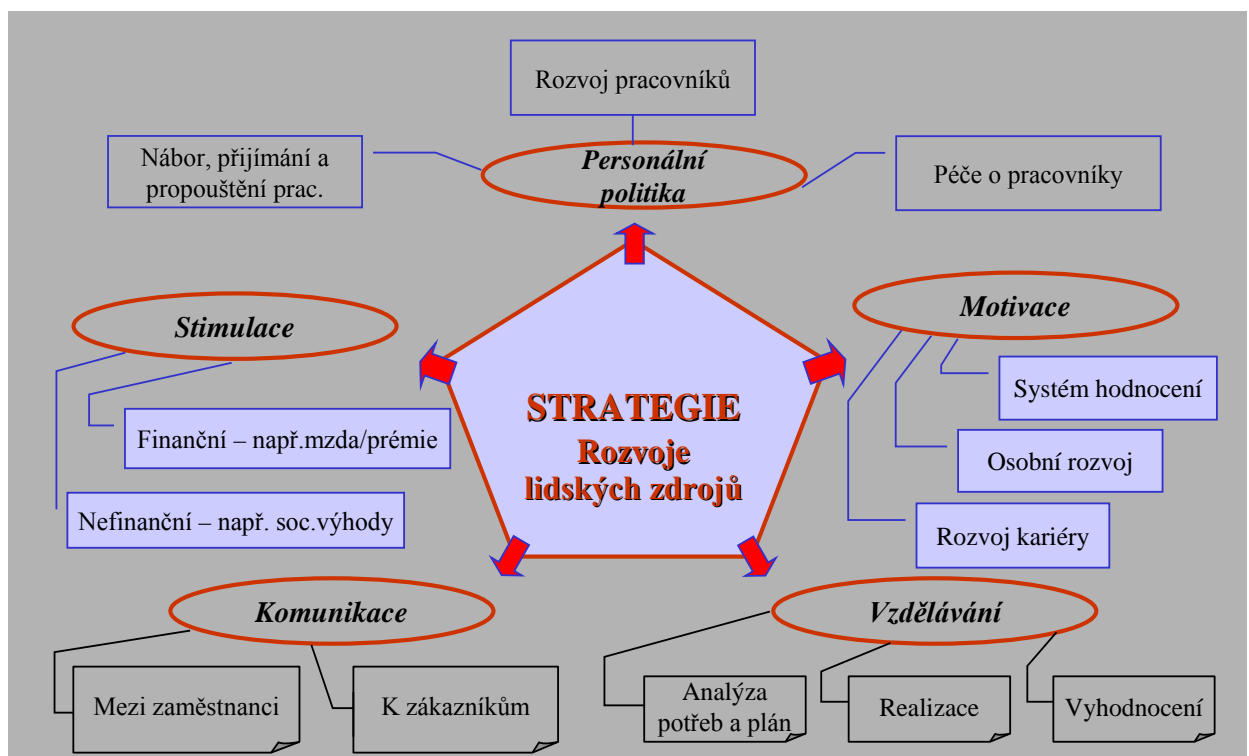 Rozvoj pracovníků
Nábor, přijímání a
propouštění prac.
Personální
politika
Péče o pracovníky
Stimulace
Motivace
Finanční – např.mzda/prémie
Nefinanční – např. soc.výhody
STRATEGIE
Rozvoje
lidských zdrojů
Systém hodnocení
Osobní rozvoj
Rozvoj kariéry
Komunikace
Mezi zaměstnanci
K zákazníkům
Vzdělávání
Analýza
potřeb a plán
Realizace
Vyhodnocení